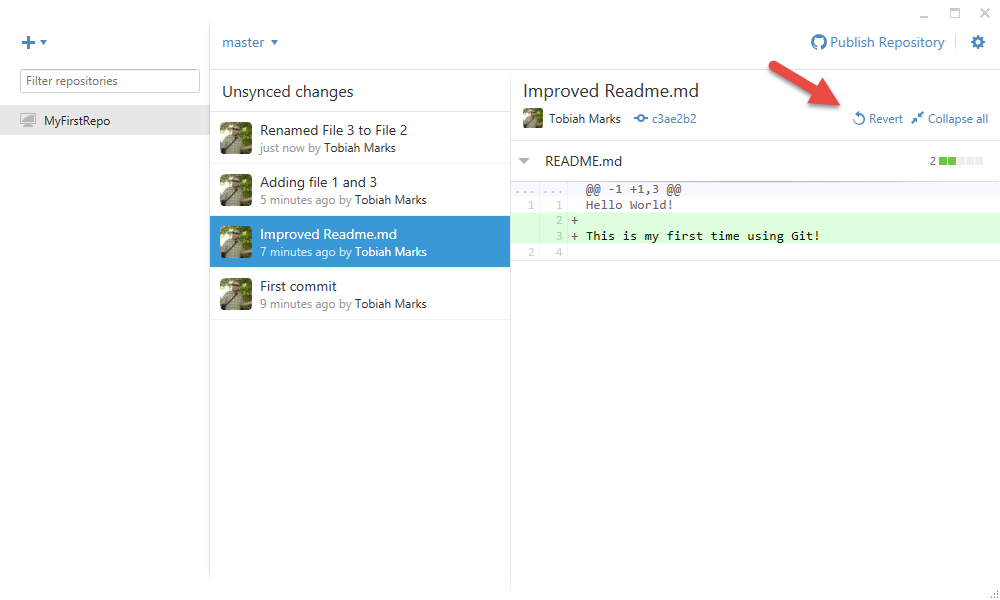 master
Publish Repository
Filter repositories
MyFirstRepo
Unsynced changes
Renamed File 3 to File 2
just now by Tobiah Marks
Adding file 1 and 3
5 minutes ago by Tobiah Marks
Improved Readme.md
7 minutes ago by Tobiah Marks
First commit
9 minutes ago by Tobiah Marks
Improved Readme.md
Tobiah Marks c3ae2b2 Revert Collapse all
README.md 2
... ... @@ -1 +1,3 @@
1 1 Hello World!
2 +
3 + This is my first time using Git!
2 4